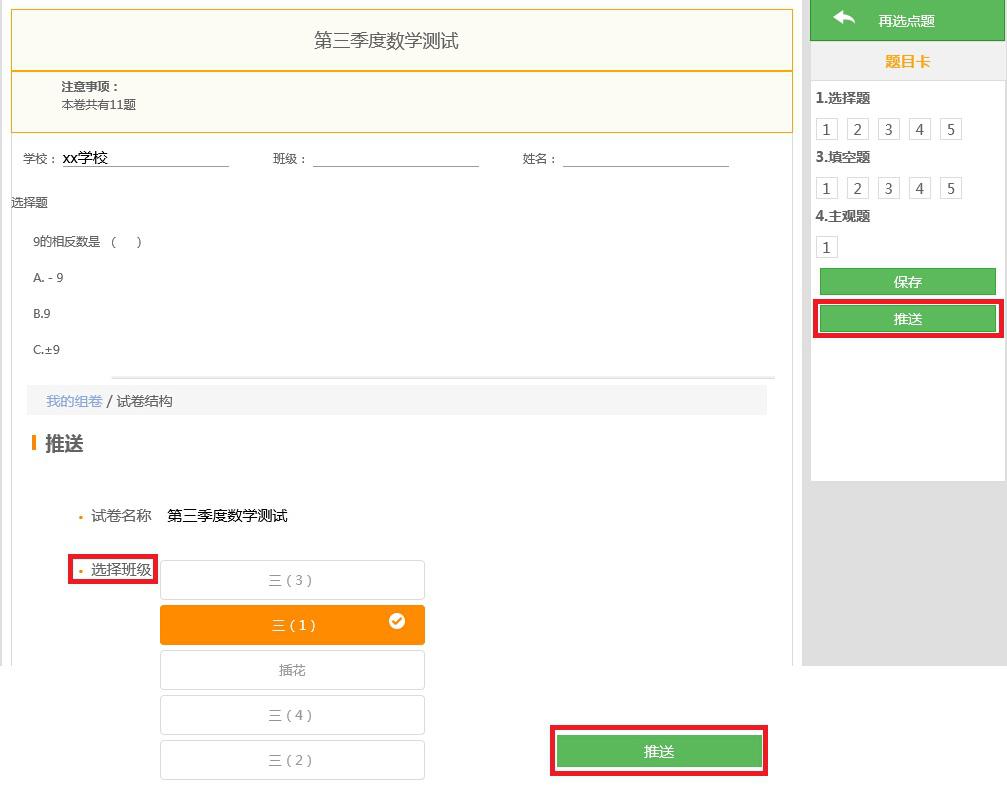 第三季度数学测试
注意事项：
本卷共有11题
学校： xx学校 班级： 姓名：
选择题
9的相反数是 （ ）
A. - 9
B.9
C.±9
再选点题
题目卡
1.选择题
1 2 3 4 5
3.填空题
1 2 3 4 5
4.主观题
1
保存
推送
我的组卷 / 试卷结构
推送
• 试卷名称 第三季度数学测试
• 选择班级
三（3）
三（1）
插花
三（4）
三（2）
推送